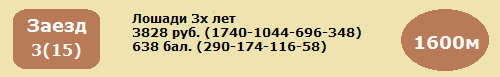 Заезд
3(15)
Лошади 3х лет
3828 руб. (1740-1044-696-348)
638 бал. (290-174-116-58)
1600м